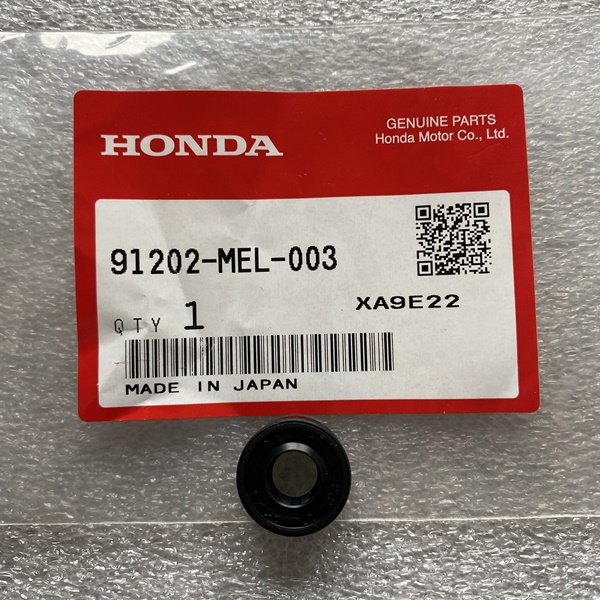 HONDA
GENUINE PARTS
Honda Motor Co., Ltd.
91202-MEL-003
QTY 1
XA9E22
MADE IN JAPAN